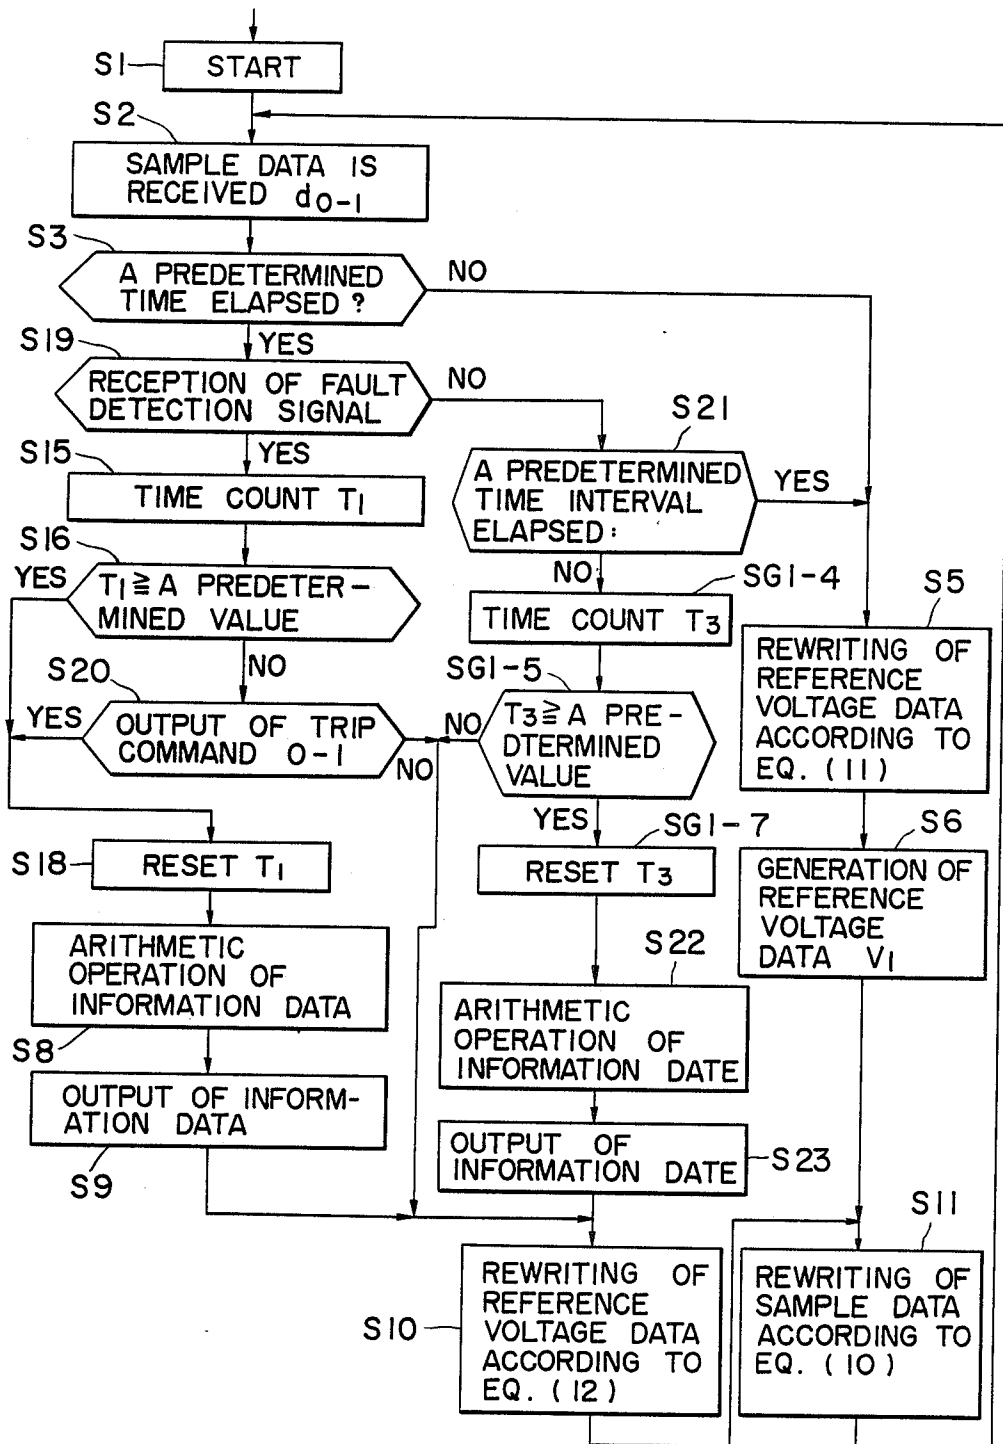 S1
START
S2
SAMPLE DATA IS
RECEIVED d0-1
S3
A PREDETERMINED
TIME ELAPSED?
NO
YES
S19
RECEPTION OF FAULT
DETECTION SIGNAL
NO
YES
S21
A PREDETERMINED
TIME INTERVAL
ELAPSED:
YES
NO
S15
TIME COUNT T1
S16
T1≧A PREDETER-
MINED VALUE
YES
NO
SG1-4
TIME COUNT T3
S20
OUTPUT OF TRIP
COMMAND 0-1
YES
NO
SG1-5
T3≧A PRE-
DTERMINED
VALUE
NO
YES
S5
REWRITING OF
REFERENCE
VOLTAGE DATA
ACCORDING TO
EQ. (11)
S18
RESET T1
SG1-7
RESET T3
S6
GENERATION OF
REFERENCE
VOLTAGE
DATA V1
ARITHMETIC
OPERATION OF
INFORMATION DATA
S8
S22
ARITHMETIC
OPERATION OF
INFORMATION DATE
OUTPUT OF INFORM-
ATION DATA
S9
OUTPUT OF
INFORMATION DATE
S23
S10
REWRITING OF
REFERENCE
VOLTAGE DATA
ACCORDING TO
EQ. (12)
S11
REWRITING OF
SAMPLE DATA
ACCORDING TO
EQ. (10)